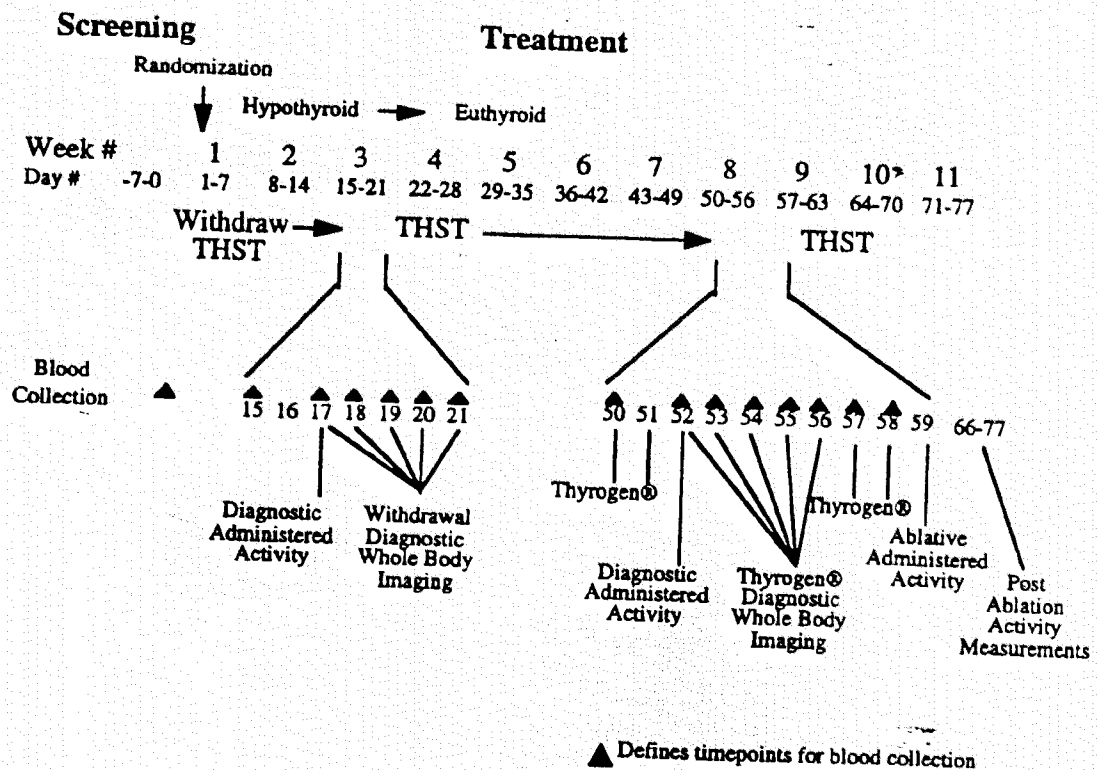 Screening
Treatment
Randomization
Hypothyroid
Euthyroid
Week # 1 2 3 4 5 6 7 8 9 10* 11
Day # -7-0 1-7 8-14 15-21 22-28 29-35 36-42 43-49 50-56 57-63 64-70 71-77
Withdraw
THST
THST
THST
Blood
Collection
15 16 17 18 19 20 21
50 51 52 53 54 55 56 57 58 59 66-77
Diagnostic
Administered
Activity
Withdrawal
Diagnostic
Whole Body
Imaging
Thyrogen®
Diagnostic
Administered
Activity
Thyrogen®
Diagnostic
Whole Body
Imaging
Thyrogen®
Ablative
Administered
Activity
Post
Ablation
Activity
Measurements
▲ Defines timepoints for blood collection